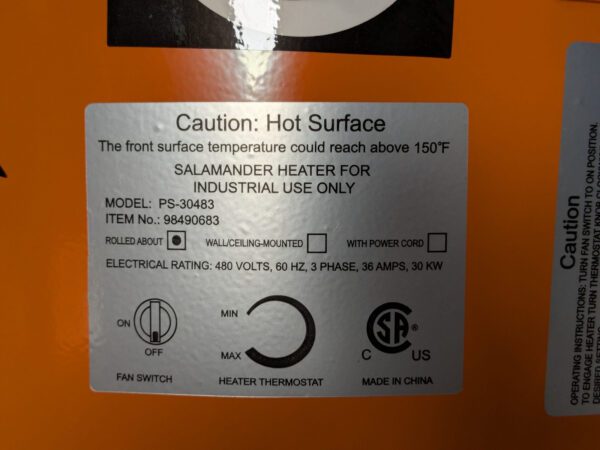 Caution: Hot Surface
The front surface temperature could reach above 150°F
SALAMANDER HEATER FOR
INDUSTRIAL USE ONLY
MODEL: PS-30483
ITEM No.: 98490683
ROLLED ABOUT WALL/CEILING-MOUNTED WITH POWER CORD
ELECTRICAL RATING: 480 VOLTS, 60 HZ, 3 PHASE, 36 AMPS, 30 KW
ON
OFF
FAN SWITCH
MIN
MAX
HEATER THERMOSTAT
SA ®
C US
MADE IN CHINA
Caution
OPERATING INSTRUCTIONS: TURN FAN SWITCH TO ON POSITION.
TO ENGAGE HEATER TURN THERMOSTAT KNOB